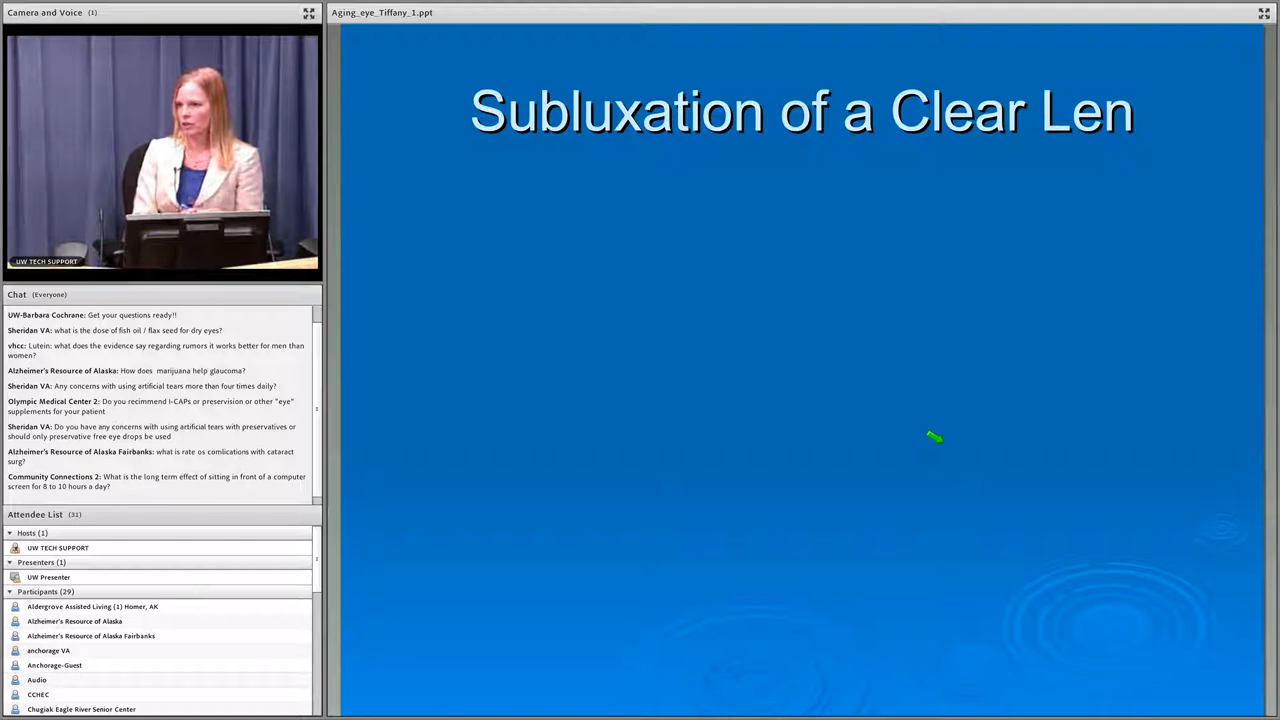 Camera and Voice (1)
UW TECH SUPPORT
Chat (Everyone)
UW-Barbara Cochrane: Get your questions ready!!
Sheridan VA: what is the dose of fish oil / flax seed for dry eyes?
vhcc: Lutein: what does the evidence say regarding rumors it works better for men than
women?
Alzheimer's Resource of Alaska: How does marijuana help glaucoma?
Sheridan VA: Any concerns with using artificial tears more than four times daily?
Olympic Medical Center 2: Do you recimmend I-CAPs or preservision or other "eye"
supplements for your patient
Sheridan VA: Do you have any concerns with using artificial tears with preservatives or
should only preservative free eye drops be used
Alzheimer's Resource of Alaska Fairbanks: what is rate os comlications with cataract
surg?
Community Connections 2: What is the long term effect of sitting in front of a computer
screen for 8 to 10 hours a day?
Attendee List (31)
Hosts (1)
UW TECH SUPPORT
Presenters (1)
UW Presenter
Participants (29)
Aldergrove Assisted Living (1) Homer, AK
Alzheimer's Resource of Alaska
Alzheimer's Resource of Alaska Fairbanks
anchorage VA
Anchorage-Guest
Audio
CCHEC
Chugiak Eagle River Senior Center
Aging_eye_Tiffany_1.ppt
Subluxation of a Clear Len